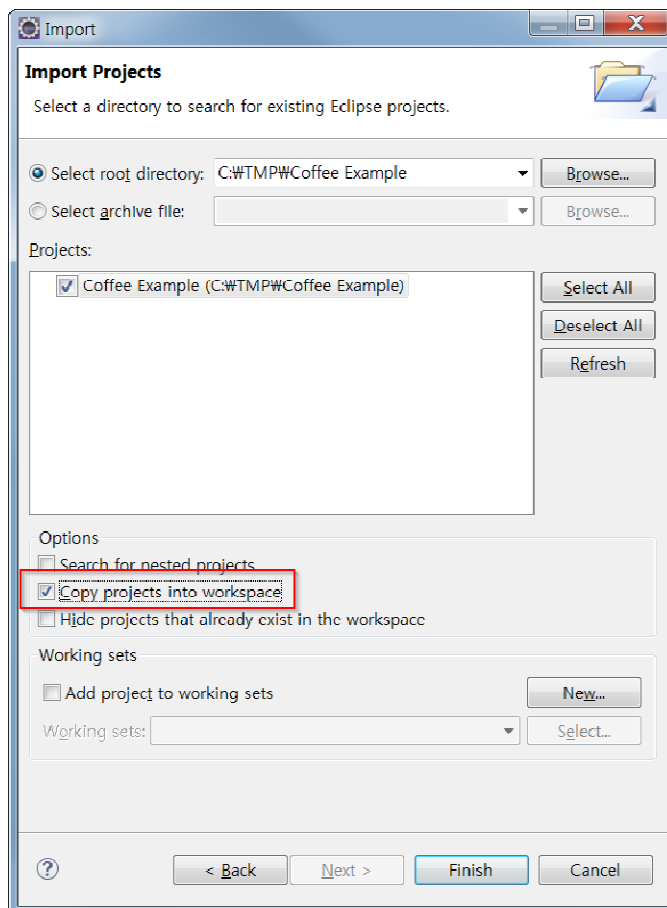 Import
Import Projects
Select a directory to search for existing Eclipse projects.
Select root directory: C:₩TMP₩Coffee Example Browse...
Select archive file: Browse...
Projects:
Coffee Example (C:₩TMP₩Coffee Example)
Select All
Deselect All
Refresh
Options
Search for nested projects
Copy projects into workspace
Hide projects that already exist in the workspace
Working sets
Add project to working sets New...
Working sets: Select...
? < Back Next > Finish Cancel